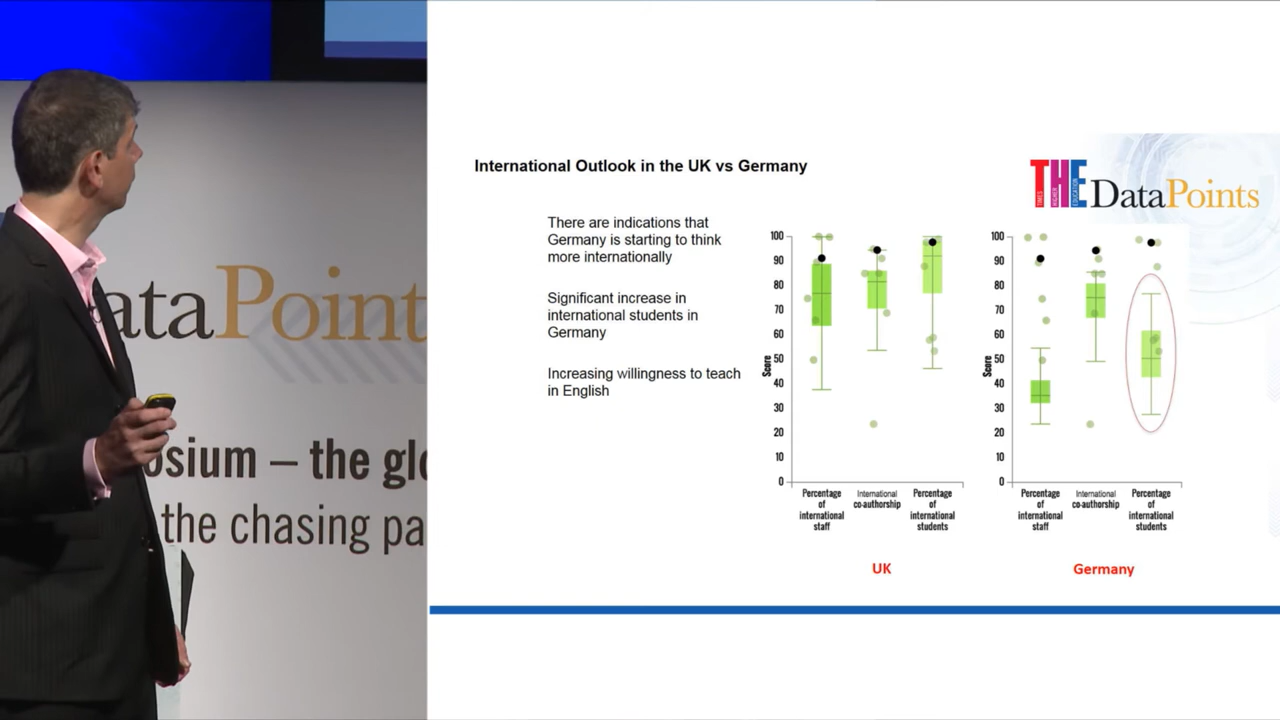 ataPoint
osium – the glo
the chasing pa
International Outlook in the UK vs Germany
THE DataPoints
TIMES
HIGHER
EDUCATION
There are indications that
Germany is starting to think
more internationally
Significant increase in
international students in
Germany
Increasing willingness to teach
in English
Score
100
90
80
70
60
50
40
30
20
10
0
Percentage
of
international
staff
International
co-authorship
Percentage
of
international
students
UK
Score
100
90
80
70
60
50
40
30
20
10
0
Percentage
of
international
staff
International
co-authorship
Percentage
of
international
students
Germany